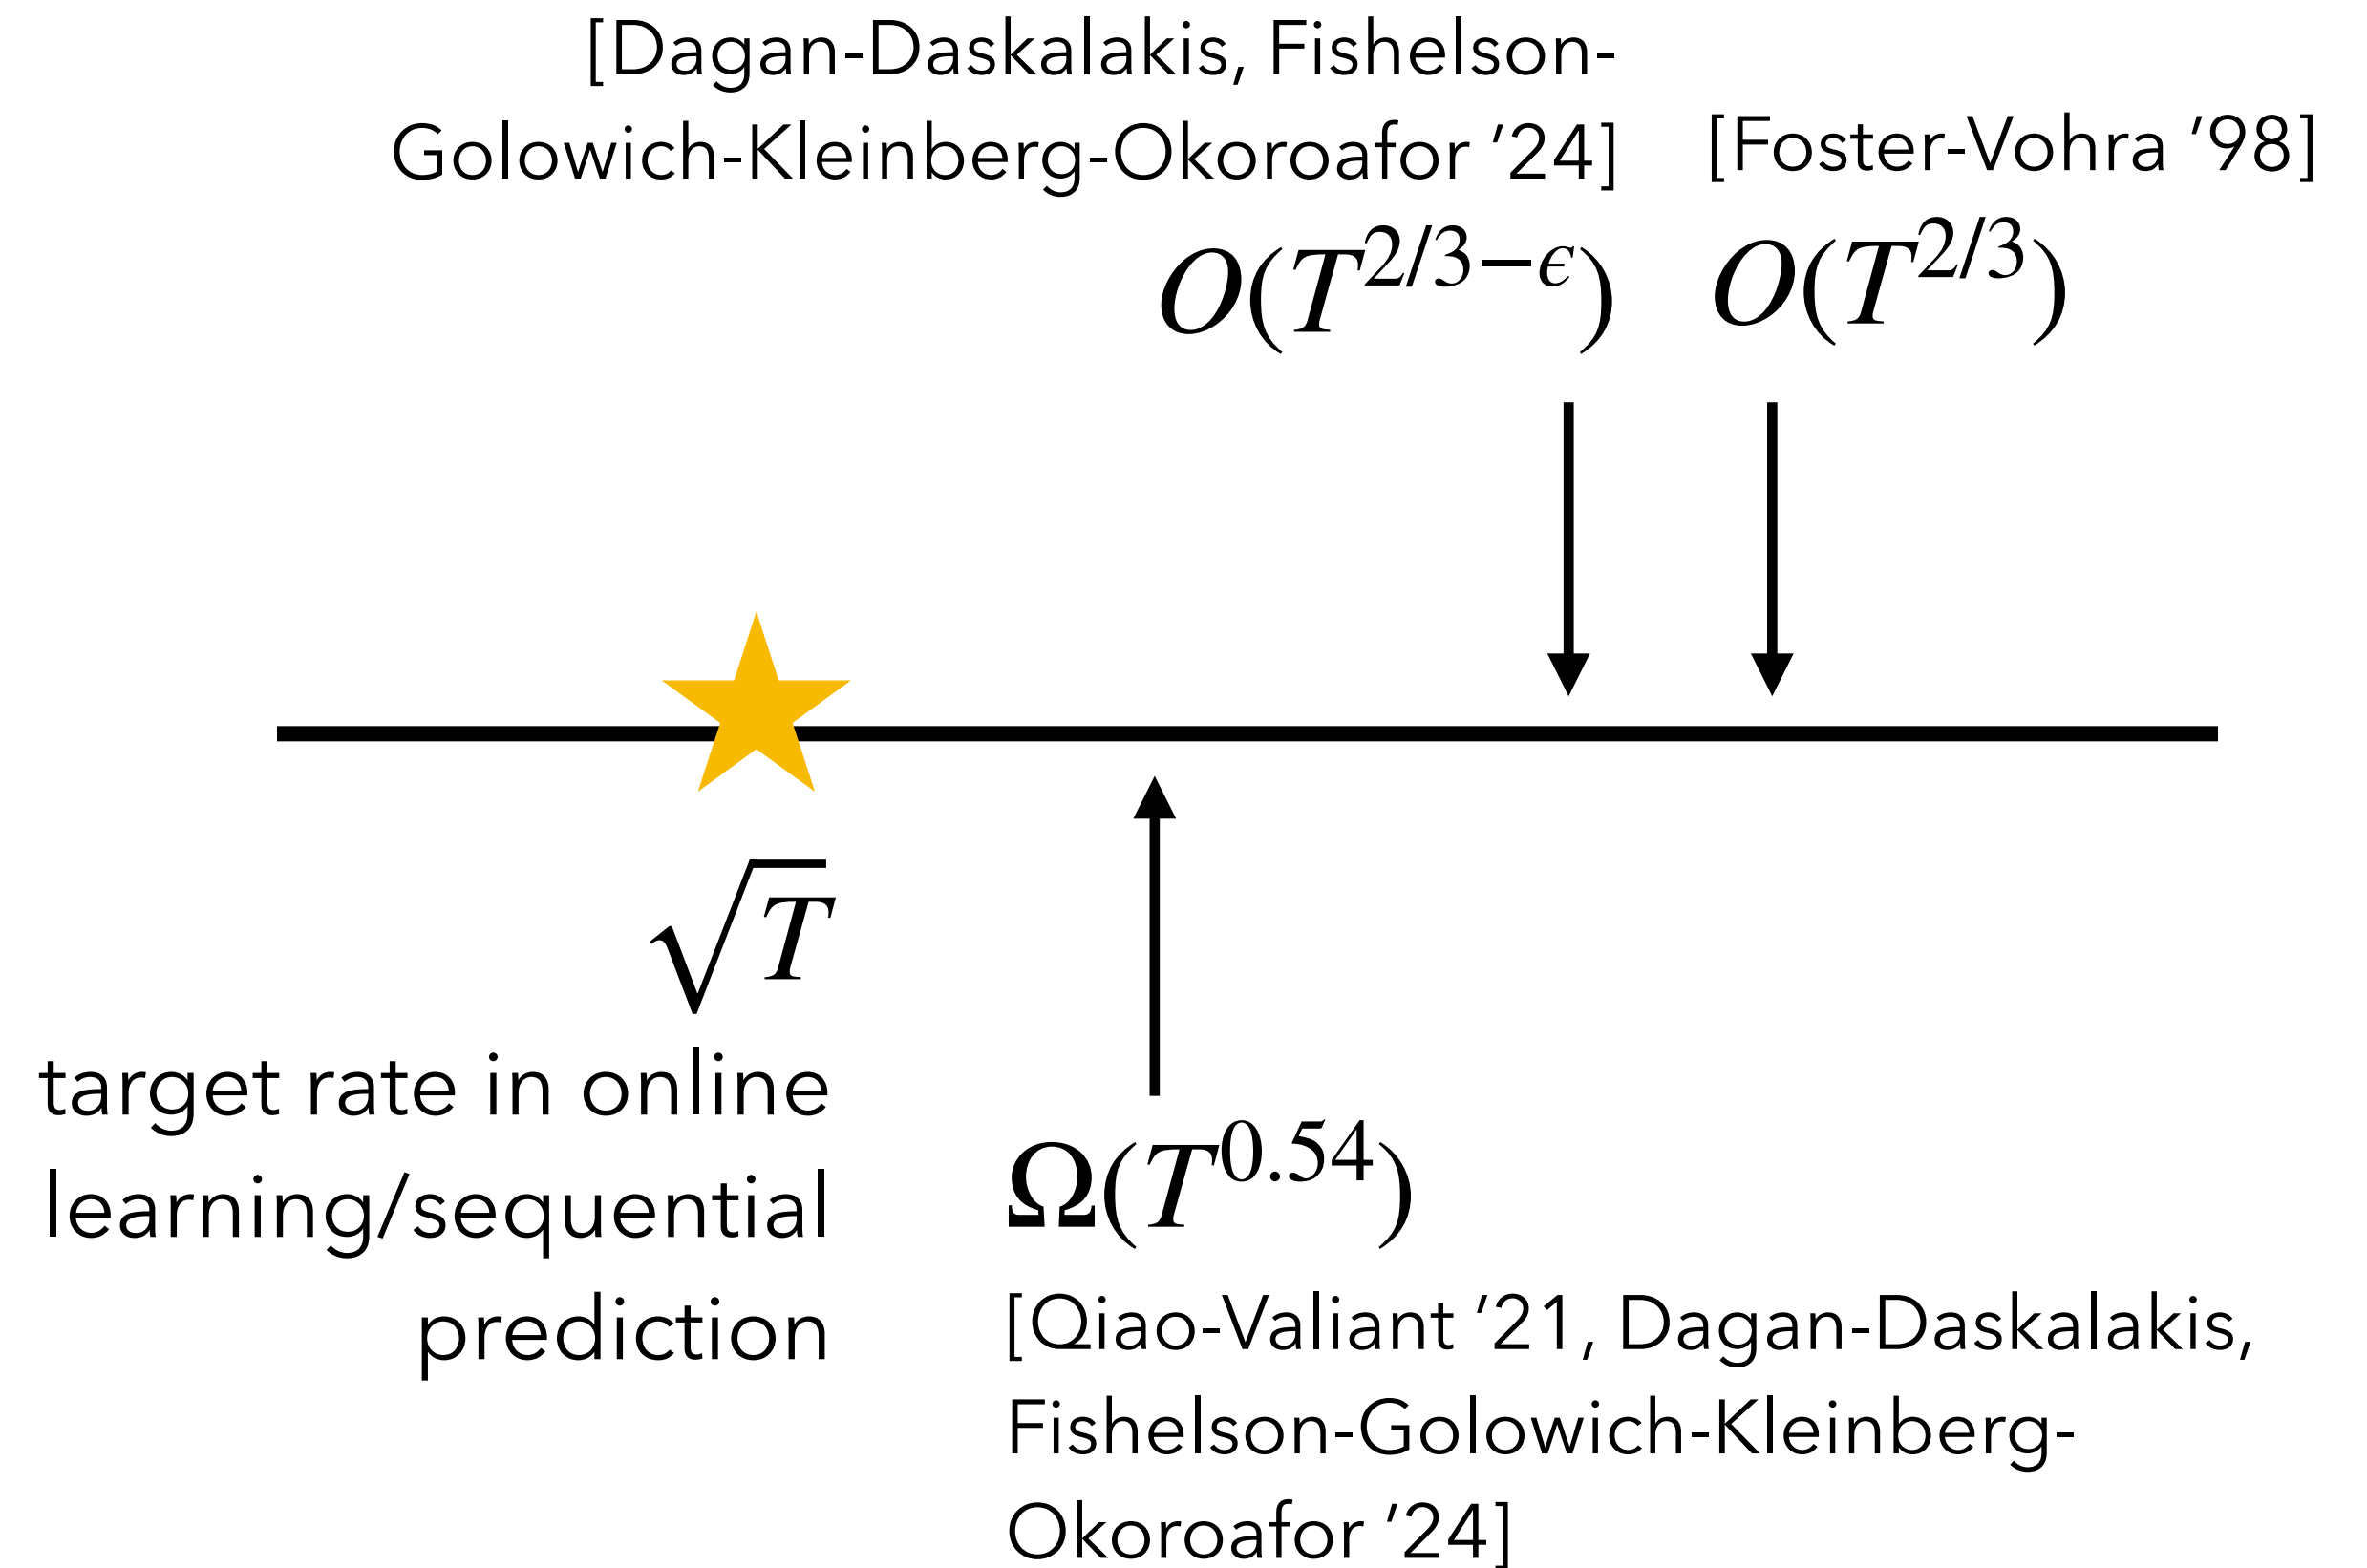 [Dagan-Daskalakis, Fishelson-
Golowich-Kleinberg-Okoroafor ’24]
[Foster-Vohra ’98]
O(T^{2/3−ϵ})
O(T^{2/3})
√T
target rate in online
learning/sequential
prediction
Ω(T^{0.54})
[Qiao-Valiant ’21, Dagan-Daskalakis,
Fishelson-Golowich-Kleinberg-
Okoroafor ’24]